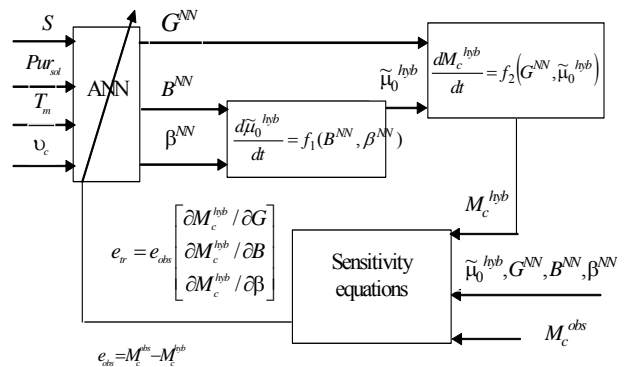 S
Pur_sol
T_m
υ_c
ANN
G^NN
B^NN
β^NN
dμ̃_0^hyb/dt = f_1(B^NN, β^NN)
μ̃_0^hyb
dM_c^hyb/dt = f_2(G^NN, μ̃_0^hyb)
M_c^hyb
e_tr = e_obs [∂M_c^hyb/∂G
∂M_c^hyb/∂B
∂M_c^hyb/∂β]
Sensitivity
equations
μ̃_0^hyb, G^NN, B^NN, β^NN
M_c^obs
e_obs = M_c^obs − M_c^hyb